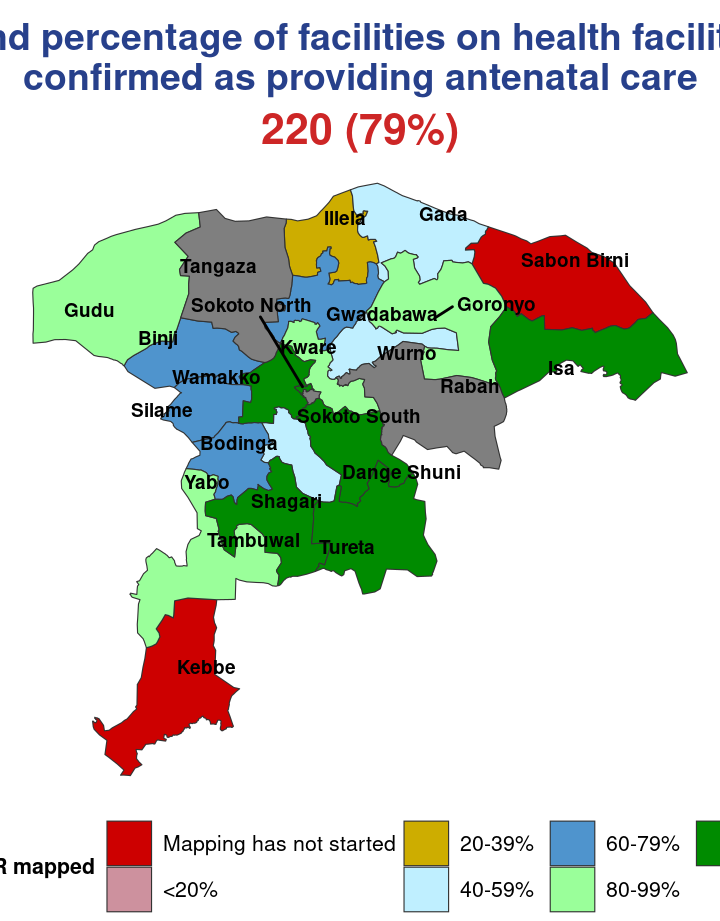 nd percentage of facilities on health facilit
confirmed as providing antenatal care
220 (79%)
Illela
Gada
Tangaza
Sabon Birni
Gudu
Sokoto North
Gwadabawa
Goronyo
Binji
Kware
Wurno
Wamakko
Isa
Rabah
Silame
Sokoto South
Bodinga
Yabo
Dange Shuni
Shagari
Tambuwal
Tureta
Kebbe
R mapped
Mapping has not started
20-39%
60-79%
<20%
40-59%
80-99%